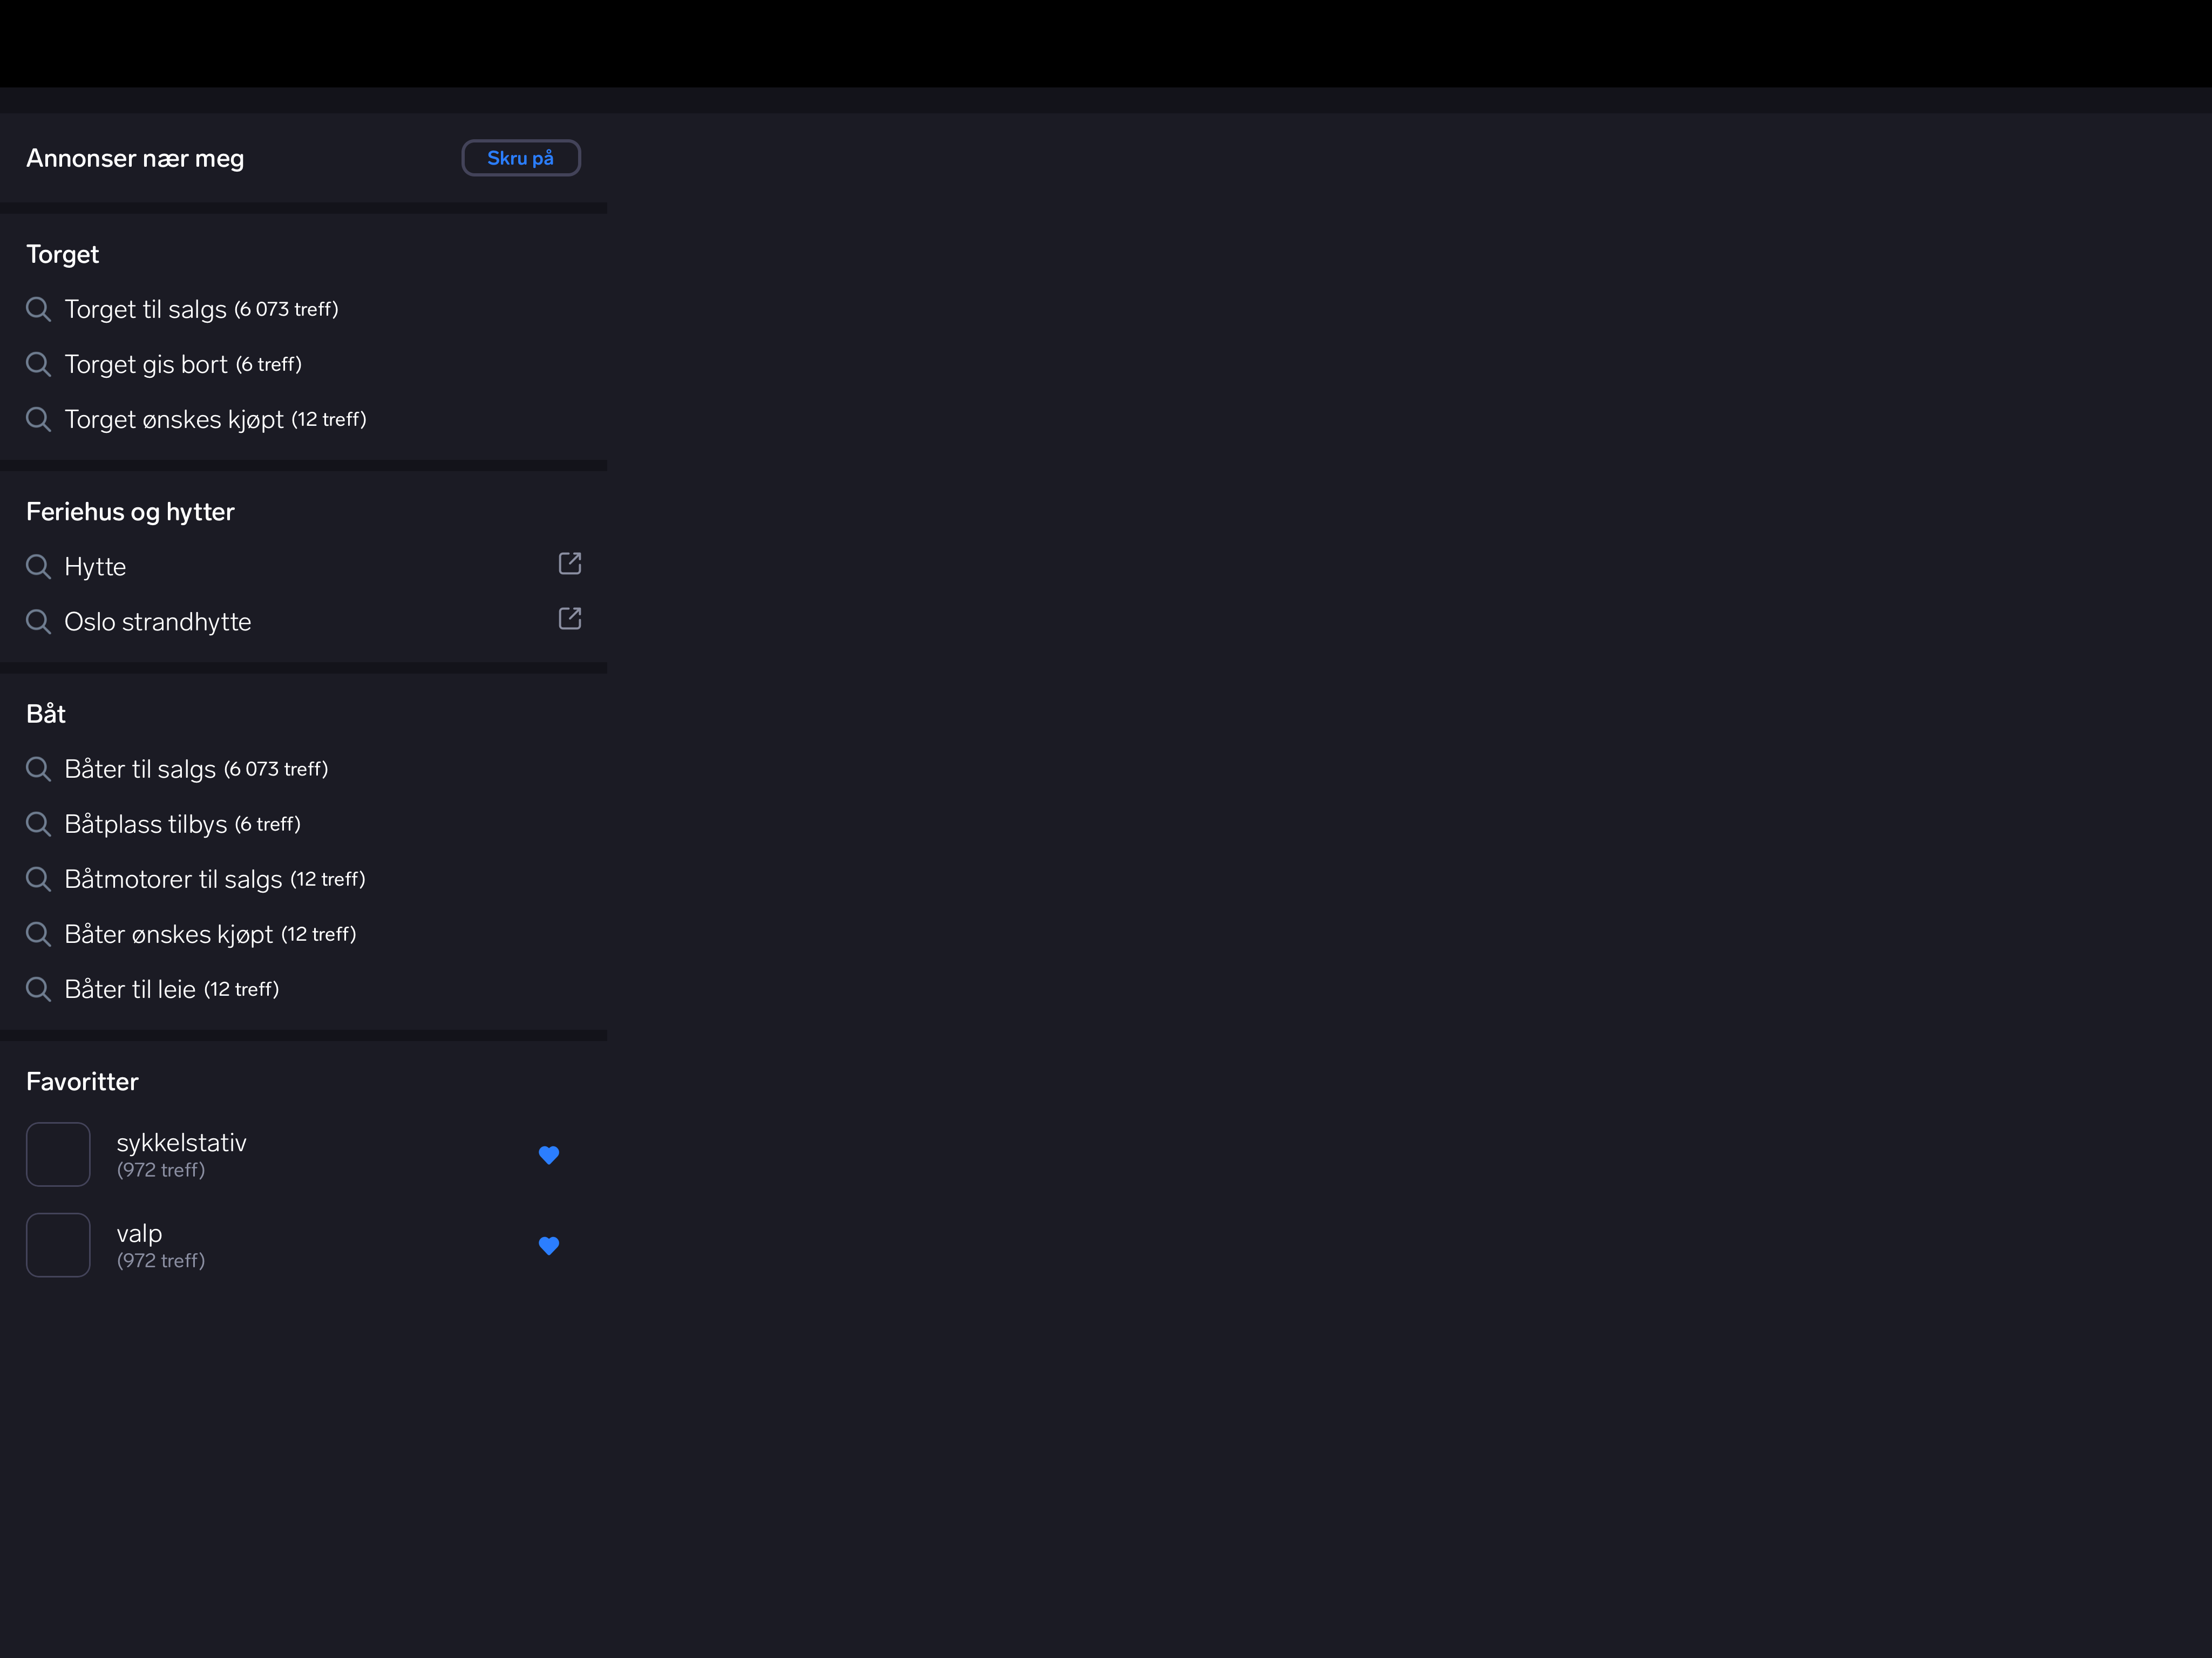 Annonser nær meg
Skru på
Torget
Torget til salgs (6 073 treff)
Torget gis bort (6 treff)
Torget ønskes kjøpt (12 treff)
Feriehus og hytter
Hytte
Oslo strandhytte
Båt
Båter til salgs (6 073 treff)
Båtplass tilbys (6 treff)
Båtmotorer til salgs (12 treff)
Båter ønskes kjøpt (12 treff)
Båter til leie (12 treff)
Favoritter
sykkelstativ
(972 treff)
valp
(972 treff)